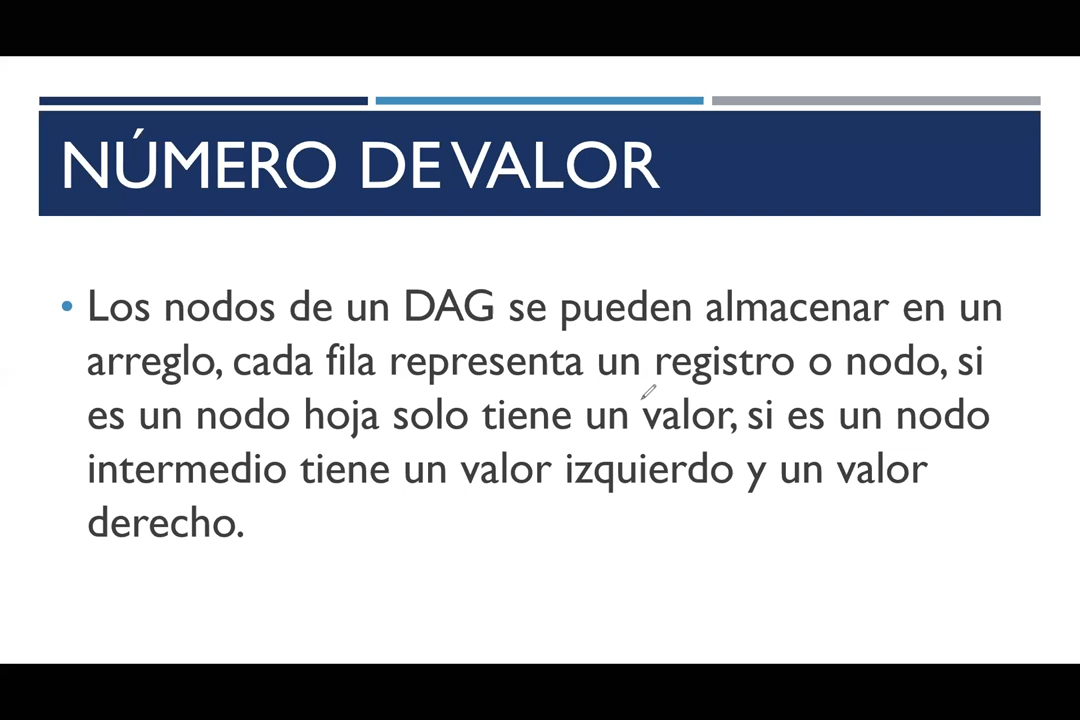 NÚMERO DE VALOR
• Los nodos de un DAG se pueden almacenar en un
arreglo, cada fila representa un registro o nodo, si
es un nodo hoja solo tiene un valor, si es un nodo
intermedio tiene un valor izquierdo y un valor
derecho.